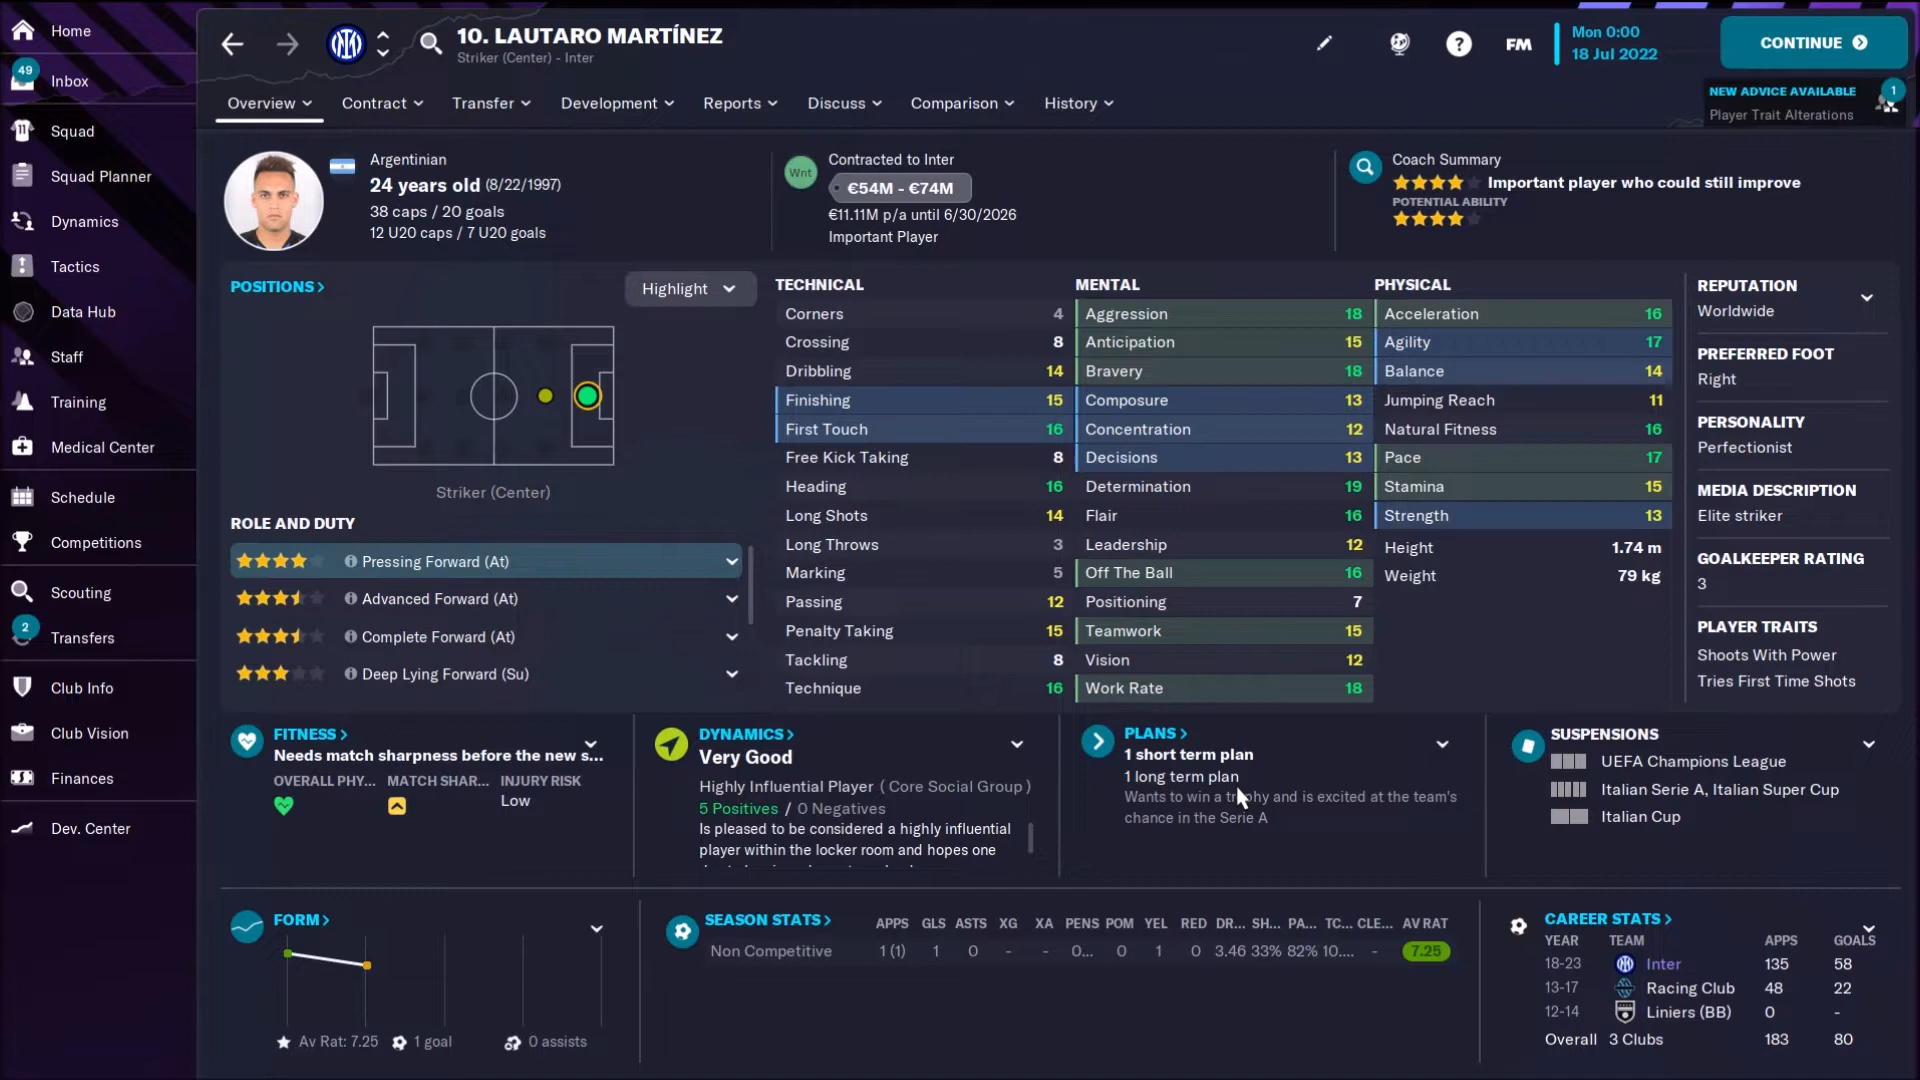 Home
49
Inbox
Squad
Squad Planner
Dynamics
Tactics
Data Hub
Staff
Training
Medical Center
Schedule
Competitions
Scouting
2
Transfers
Club Info
Club Vision
Finances
Dev. Center
10. LAUTARO MARTÍNEZ
Striker (Center) - Inter
FM
Mon 0:00
18 Jul 2022
CONTINUE
Overview
Contract
Transfer
Development
Reports
Discuss
Comparison
History
NEW ADVICE AVAILABLE
1
Player Trait Alterations
Argentinian
24 years old (8/22/1997)
38 caps / 20 goals
12 U20 caps / 7 U20 goals
Wnt
Contracted to Inter
€54M - €74M
€11.11M p/a until 6/30/2026
Important Player
Coach Summary
Important player who could still improve
POTENTIAL ABILITY
POSITIONS >
Highlight
Striker (Center)
ROLE AND DUTY
Pressing Forward (At)
Advanced Forward (At)
Complete Forward (At)
Deep Lying Forward (Su)
TECHNICAL
Corners 4
Crossing 8
Dribbling 14
Finishing 15
First Touch 16
Free Kick Taking 8
Heading 16
Long Shots 14
Long Throws 3
Marking 5
Passing 12
Penalty Taking 15
Tackling 8
Technique 16
MENTAL
Aggression 18
Anticipation 15
Bravery 18
Composure 13
Concentration 12
Decisions 13
Determination 19
Flair 16
Leadership 12
Off The Ball 16
Positioning 7
Teamwork 15
Vision 12
Work Rate 18
PHYSICAL
Acceleration 16
Agility 17
Balance 14
Jumping Reach 11
Natural Fitness 16
Pace 17
Stamina 15
Strength 13
Height 1.74 m
Weight 79 kg
REPUTATION
Worldwide
PREFERRED FOOT
Right
PERSONALITY
Perfectionist
MEDIA DESCRIPTION
Elite striker
GOALKEEPER RATING
3
PLAYER TRAITS
Shoots With Power
Tries First Time Shots
FITNESS >
Needs match sharpness before the new s...
OVERALL PHY... MATCH SHAR... INJURY RISK
Low
DYNAMICS >
Very Good
Highly Influential Player ( Core Social Group )
5 Positives / 0 Negatives
Is pleased to be considered a highly influential
player within the locker room and hopes one
PLANS >
1 short term plan
1 long term plan
Wants to win a trophy and is excited at the team's
chance in the Serie A
SUSPENSIONS
UEFA Champions League
Italian Serie A, Italian Super Cup
Italian Cup
FORM >
Av Rat: 7.25 1 goal 0 assists
SEASON STATS > APPS GLS ASTS XG XA PENS POM YEL RED DR... SH... PA... TC... CLE... AV RAT
Non Competitive 1 (1) 1 0 - - 0... 0 1 0 3.46 33% 82% 10.... - 7.25
CAREER STATS >
YEAR TEAM APPS GOALS
18-23 Inter 135 58
13-17 Racing Club 48 22
12-14 Liniers (BB) 0 -
Overall 3 Clubs 183 80